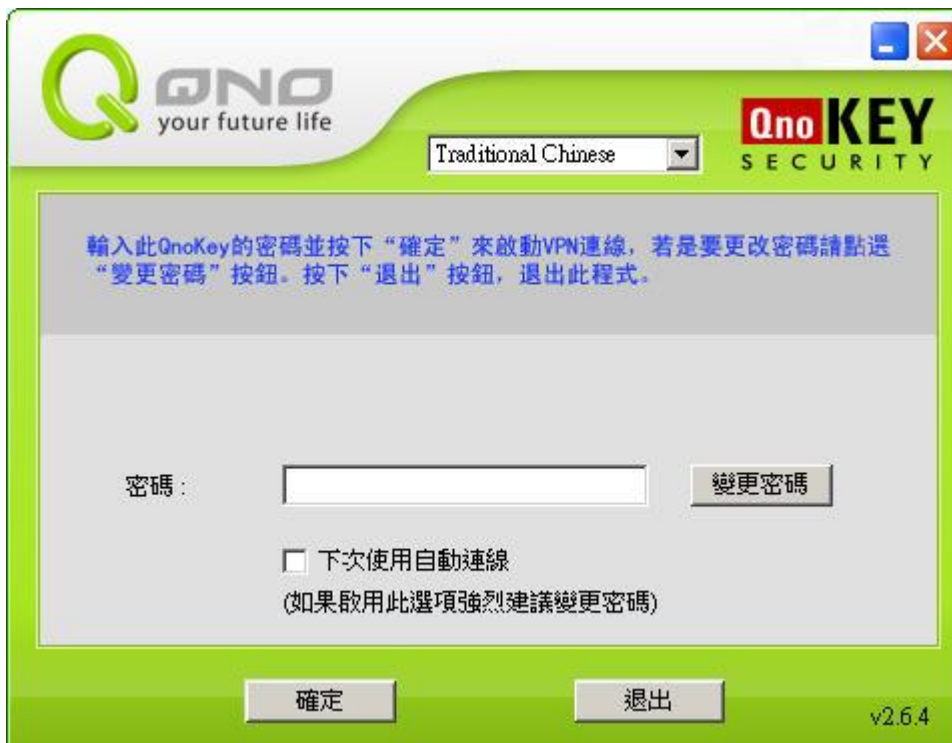 QNO
your future life
Traditional Chinese
Qno KEY
SECURITY
輸入此QnoKey的密碼並按下“確定”來啟動VPN連線, 若是要更改密碼請點選
“變更密碼”按鈕。按下“退出”按鈕, 退出此程式。
密碼 :
變更密碼
下次使用自動連線
(如果啟用此選項強烈建議變更密碼)
確定
退出
v2.6.4